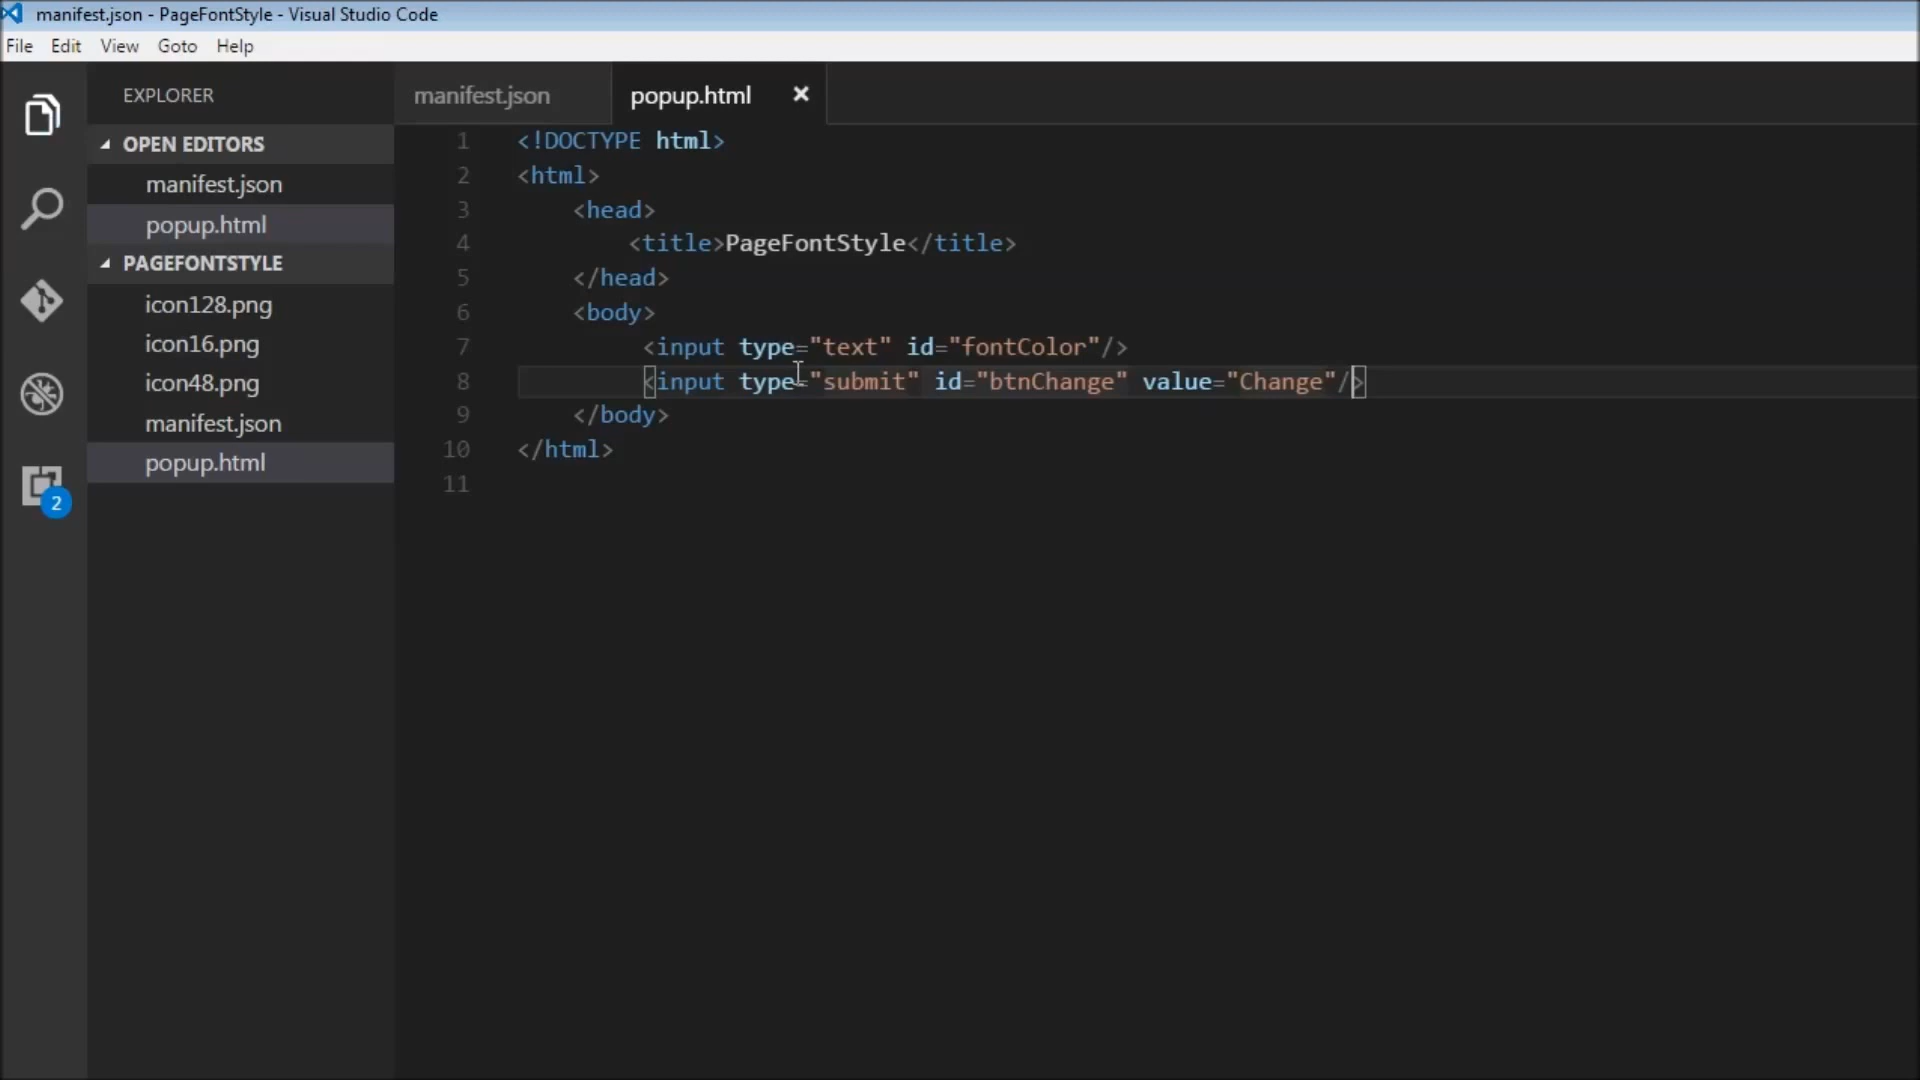 manifest.json - PageFontStyle - Visual Studio Code
File Edit View Goto Help
EXPLORER
OPEN EDITORS
manifest.json
popup.html
PAGEFONTSTYLE
icon128.png
icon16.png
icon48.png
manifest.json
popup.html
2
manifest.json popup.html
1 <!DOCTYPE html>
2 <html>
3 <head>
4 <title>PageFontStyle</title>
5 </head>
6 <body>
7 <input type="text" id="fontColor"/>
8 <input type="submit" id="btnChange" value="Change"/>
9 </body>
10 </html>
11